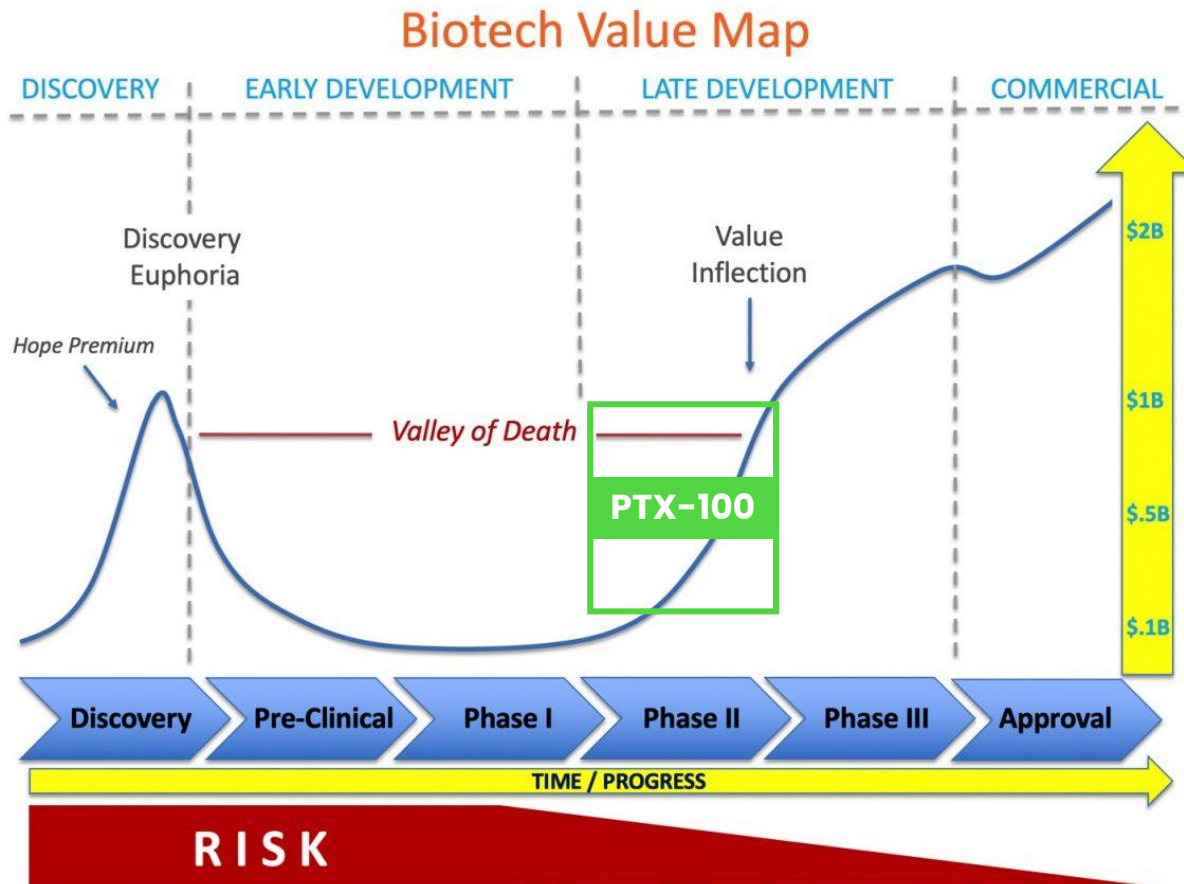 Biotech Value Map
DISCOVERY
EARLY DEVELOPMENT
LATE DEVELOPMENT
COMMERCIAL
Discovery
Euphoria
Value
Inflection
Hope Premium
Valley of Death
PTX-100
$2B
$1B
$.5B
$.1B
Discovery
Pre-Clinical
Phase I
Phase II
Phase III
Approval
TIME / PROGRESS
RISK